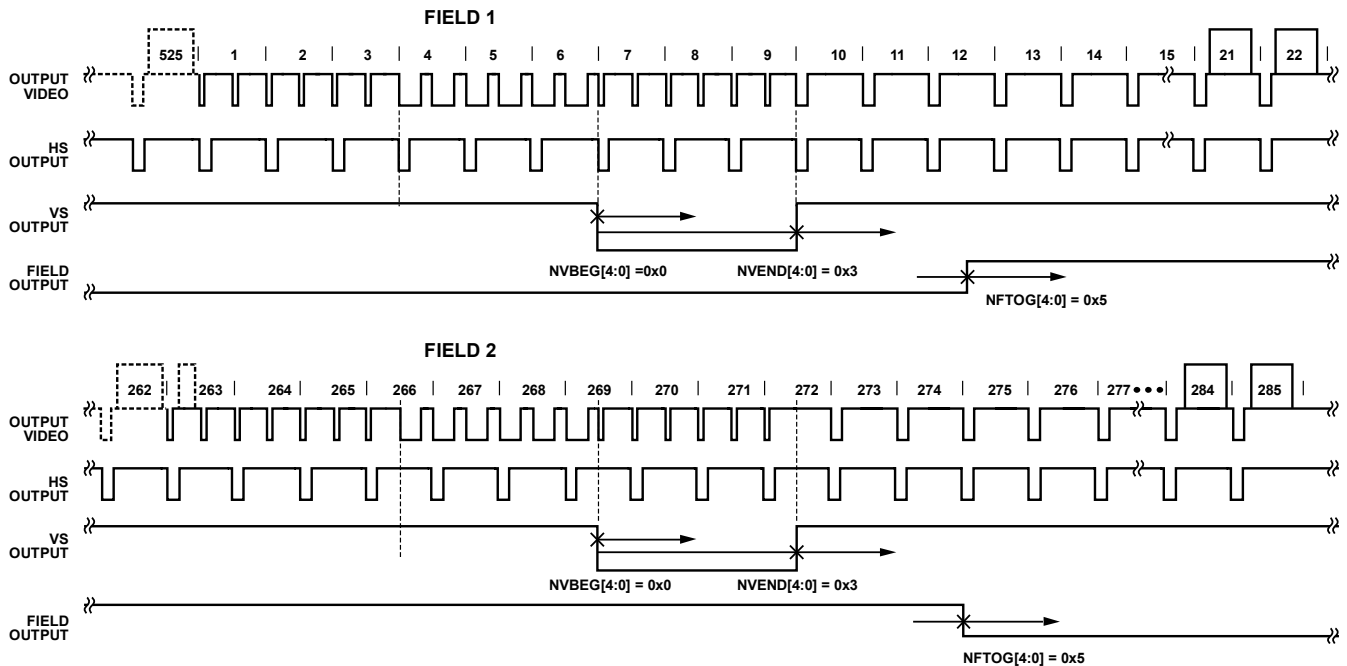 FIELD 1
525 1 2 3 4 5 6 7 8 9 10 11 12 13 14 15 21 22
OUTPUT
VIDEO
HS
OUTPUT
VS
OUTPUT
NVBEG[4:0] =0x0 NVEND[4:0] = 0x3
FIELD
OUTPUT
NFTOG[4:0] = 0x5
FIELD 2
262 263 264 265 266 267 268 269 270 271 272 273 274 275 276 277 284 285
OUTPUT
VIDEO
HS
OUTPUT
VS
OUTPUT
NVBEG[4:0] = 0x0 NVEND[4:0] = 0x3
FIELD
OUTPUT
NFTOG[4:0] = 0x5